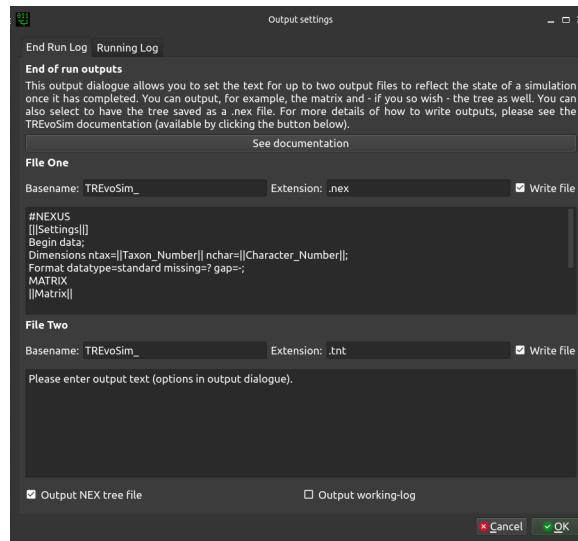 Output settings
End Run Log Running Log
End of run outputs
This output dialogue allows you to set the text for up to two output files to reflect the state of a simulation
once it has completed. You can output, for example, the matrix and - if you so wish - the tree as well. You can
also select to have the tree saved as a .nex file. For more details of how to write outputs, please see the
TREvoSim documentation (available by clicking the button below).
See documentation
File One
Basename: TREvoSim_ Extension: .nex Write file
#NEXUS
[||Settings||]
Begin data;
Dimensions ntax=||Taxon_Number|| nchar=||Character_Number||;
Format datatype=standard missing=? gap=-;
MATRIX
||Matrix||
File Two
Basename: TREvoSim_ Extension: .tnt Write file
Please enter output text (options in output dialogue).
Output NEX tree file Output working-log
Cancel OK